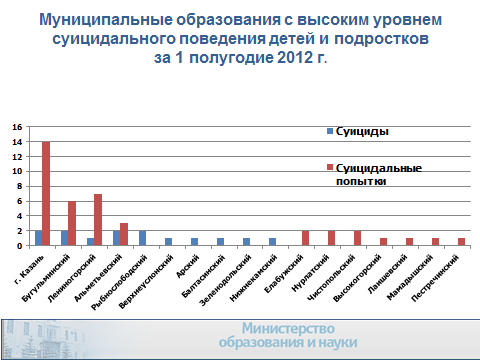 Муниципальные образования с высоким уровнем
суицидального поведения детей и подростков
за 1 полугодие 2012 г.
16
14
12
10
8
6
4
2
0
Суициды
Суицидальные
попытки
г. Казань
Бугульминский
Лениногорский
Альметьевский
Рыбнослободский
Верхнеуслонский
Арский
Балтасинский
Зеленодольский
Нижнекамский
Елабужский
Нурлатский
Чистопольский
Высокогорский
Лаишевский
Мамадышский
Пестречинский
Министерство
образования и науки